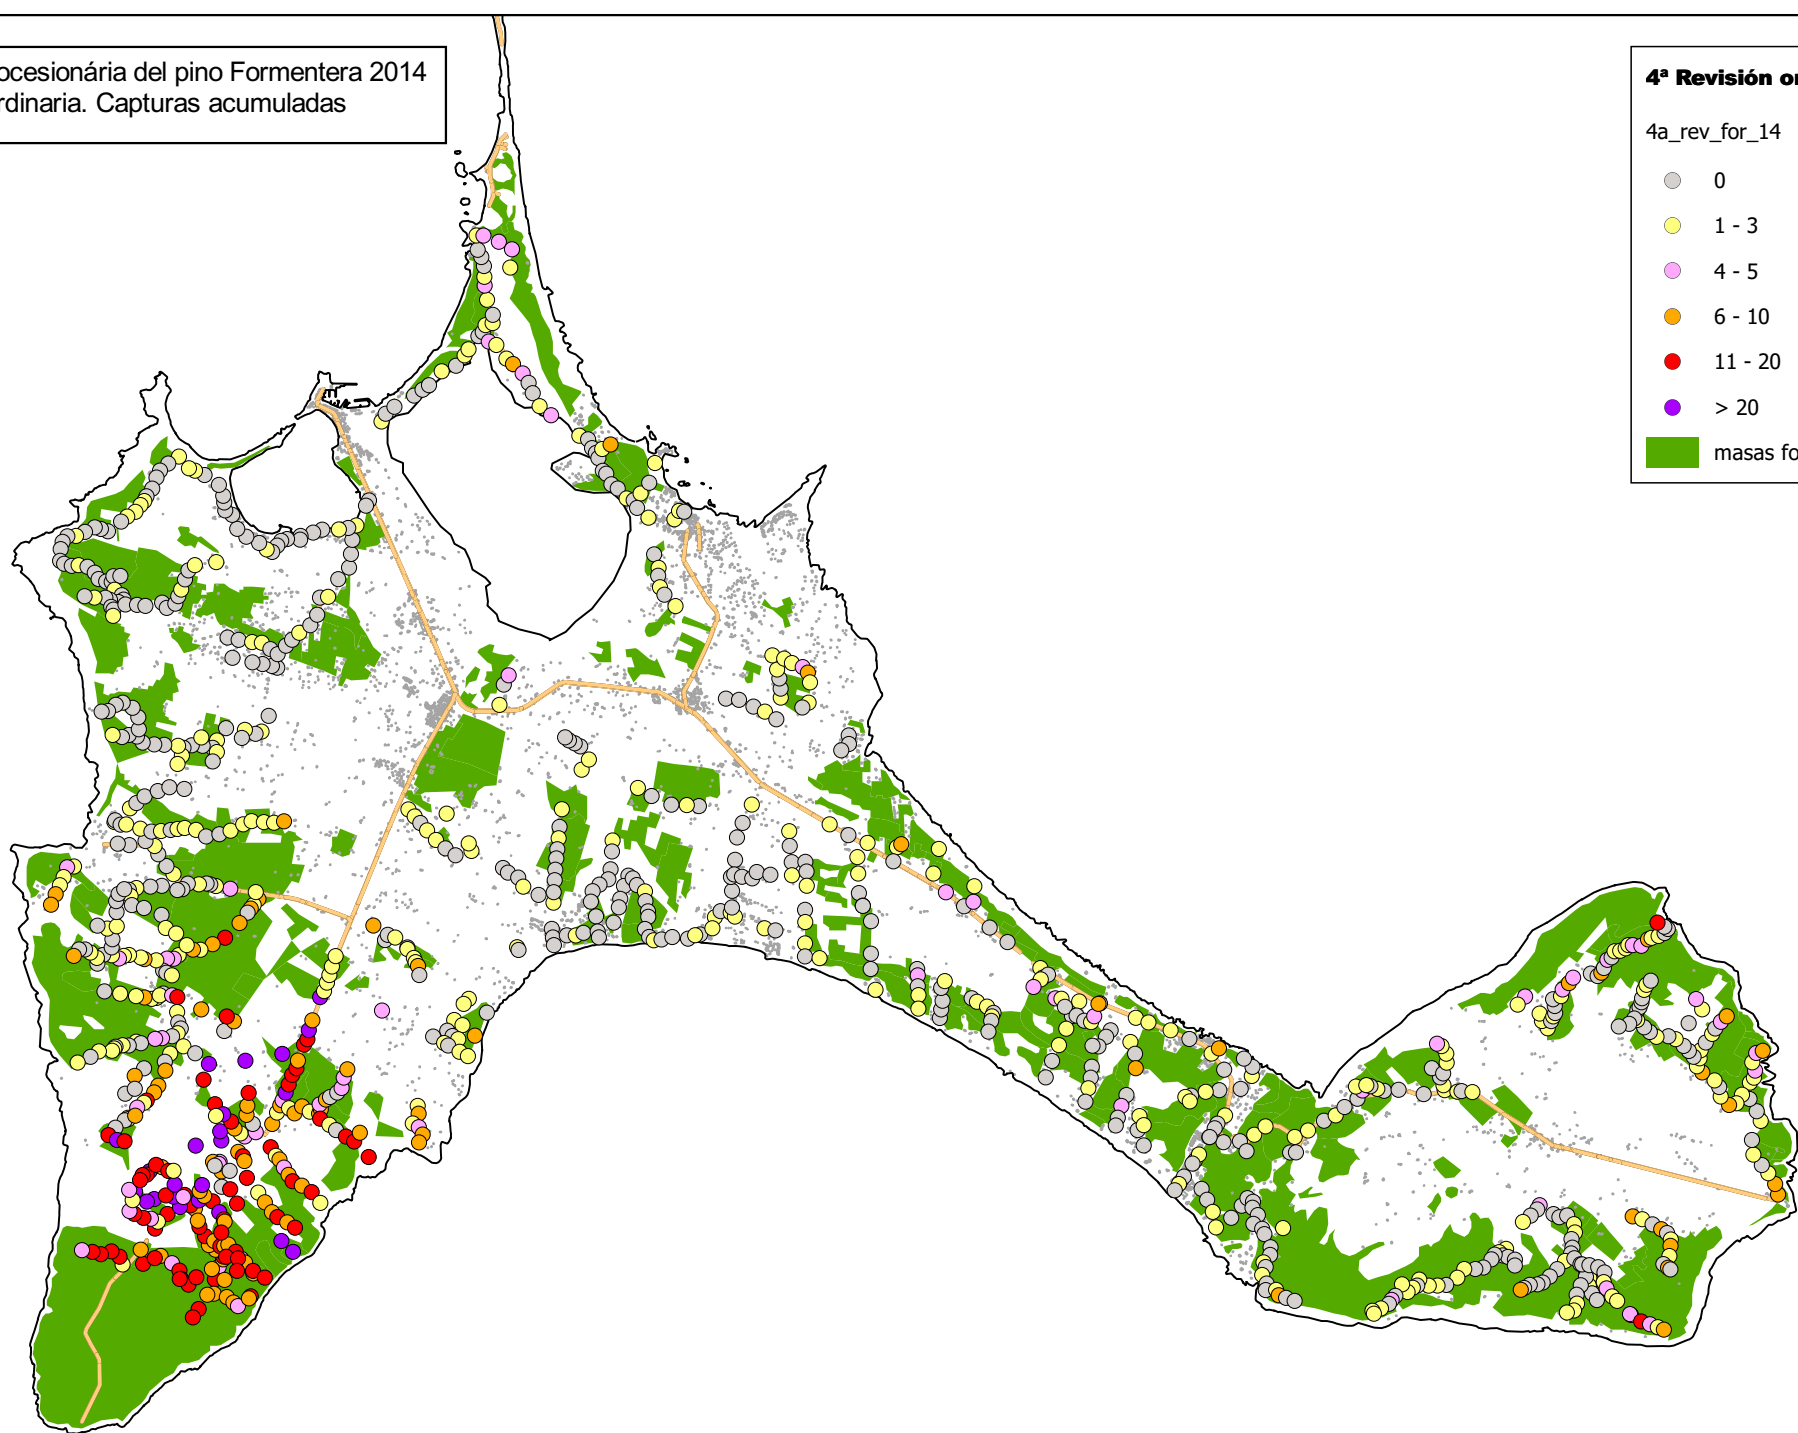 ocesionária del pino Formentera 2014
rdinaria. Capturas acumuladas
4ª Revisión or
4a_rev_for_14
0
1 - 3
4 - 5
6 - 10
11 - 20
> 20
masas fo